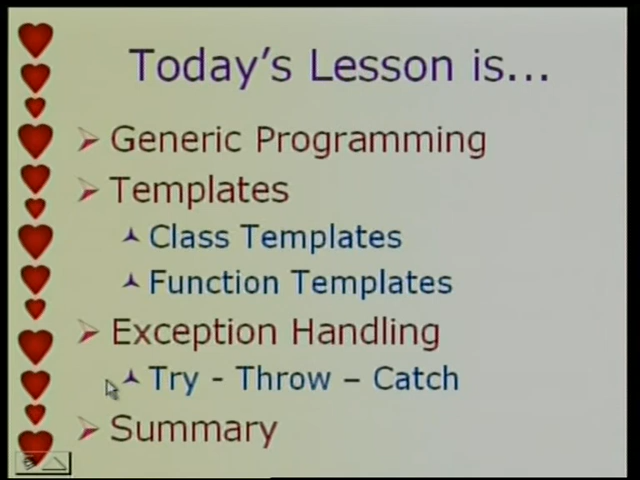 Today's Lesson is...
Generic Programming
Templates
Class Templates
Function Templates
Exception Handling
Try - Throw – Catch
Summary